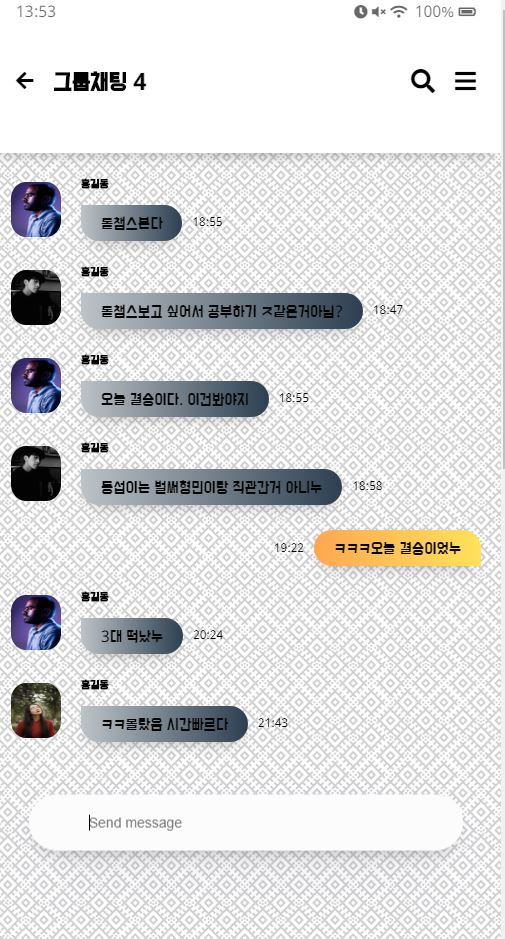 13:53
100%
그룹채팅 4
홍길동
롤챔스본다
18:55
홍길동
롤챔스보고 싶어서 공부하기 ㅈ같은거아님?
18:47
홍길동
오늘 결승이다. 이건봐야지
18:55
홍길동
동섭이는 벌써형민이랑 직관간거 아니누
18:58
19:22
ㅋㅋㅋ오늘 결승이었누
홍길동
3대 떡났누
20:24
홍길동
ㅋㅋ몰랐음 시간빠르다
21:43
Send message